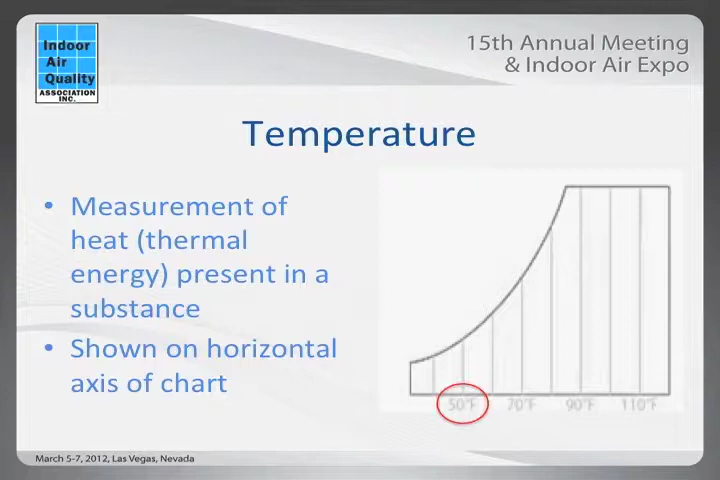 Indoor
Air
Quality
ASSOCIATION
INC.
15th Annual Meeting
& Indoor Air Expo
Temperature
• Measurement of
heat (thermal
energy) present in a
substance
• Shown on horizontal
axis of chart
50°F 70°F 90°F 110°F
March 5-7, 2012, Las Vegas, Nevada